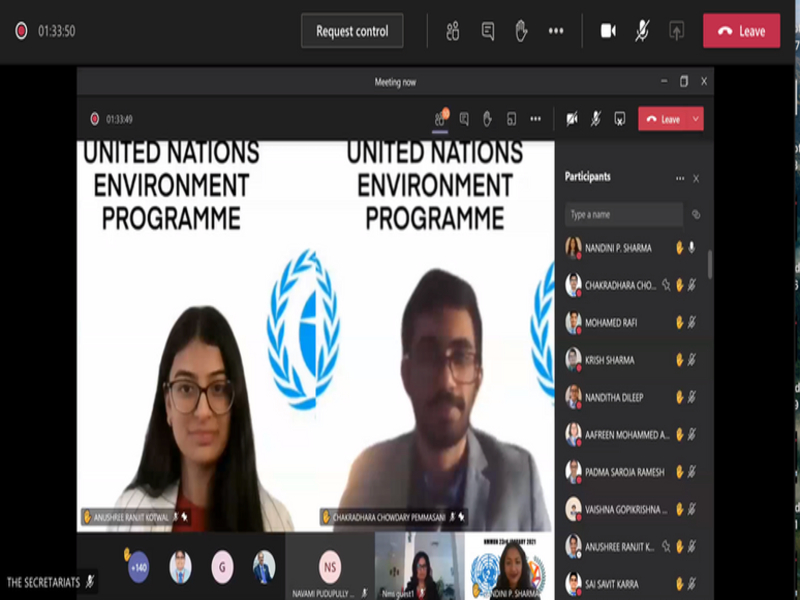 01:33:50
Request control
Leave
Meeting now
01:33:49
Leave
UNITED NATIONS
ENVIRONMENT
PROGRAMME
UNITED NATIONS
ENVIRONMENT
PROGRAMME
ANUSHREE RANJIT KOTWAL
CHAKRADHARA CHOWDARY PEMMASANI
Participants
Type a name
NANDINI P. SHARMA
CHAKRADHARA CHO...
MOHAMED RAFI
KRISH SHARMA
NANDITHA DILEEP
AAFREEN MOHAMMED A...
PADMA SAROJA RAMESH
VAISHNA GOPIKRISHNA ...
ANUSHREE RANJIT K...
SAI SAVIT KARRA
+140
G
NS
NAVAMI PUDUPULLY ...
Nms guest1
2021
NDINI P. SHARMA
THE SECRETARIATS